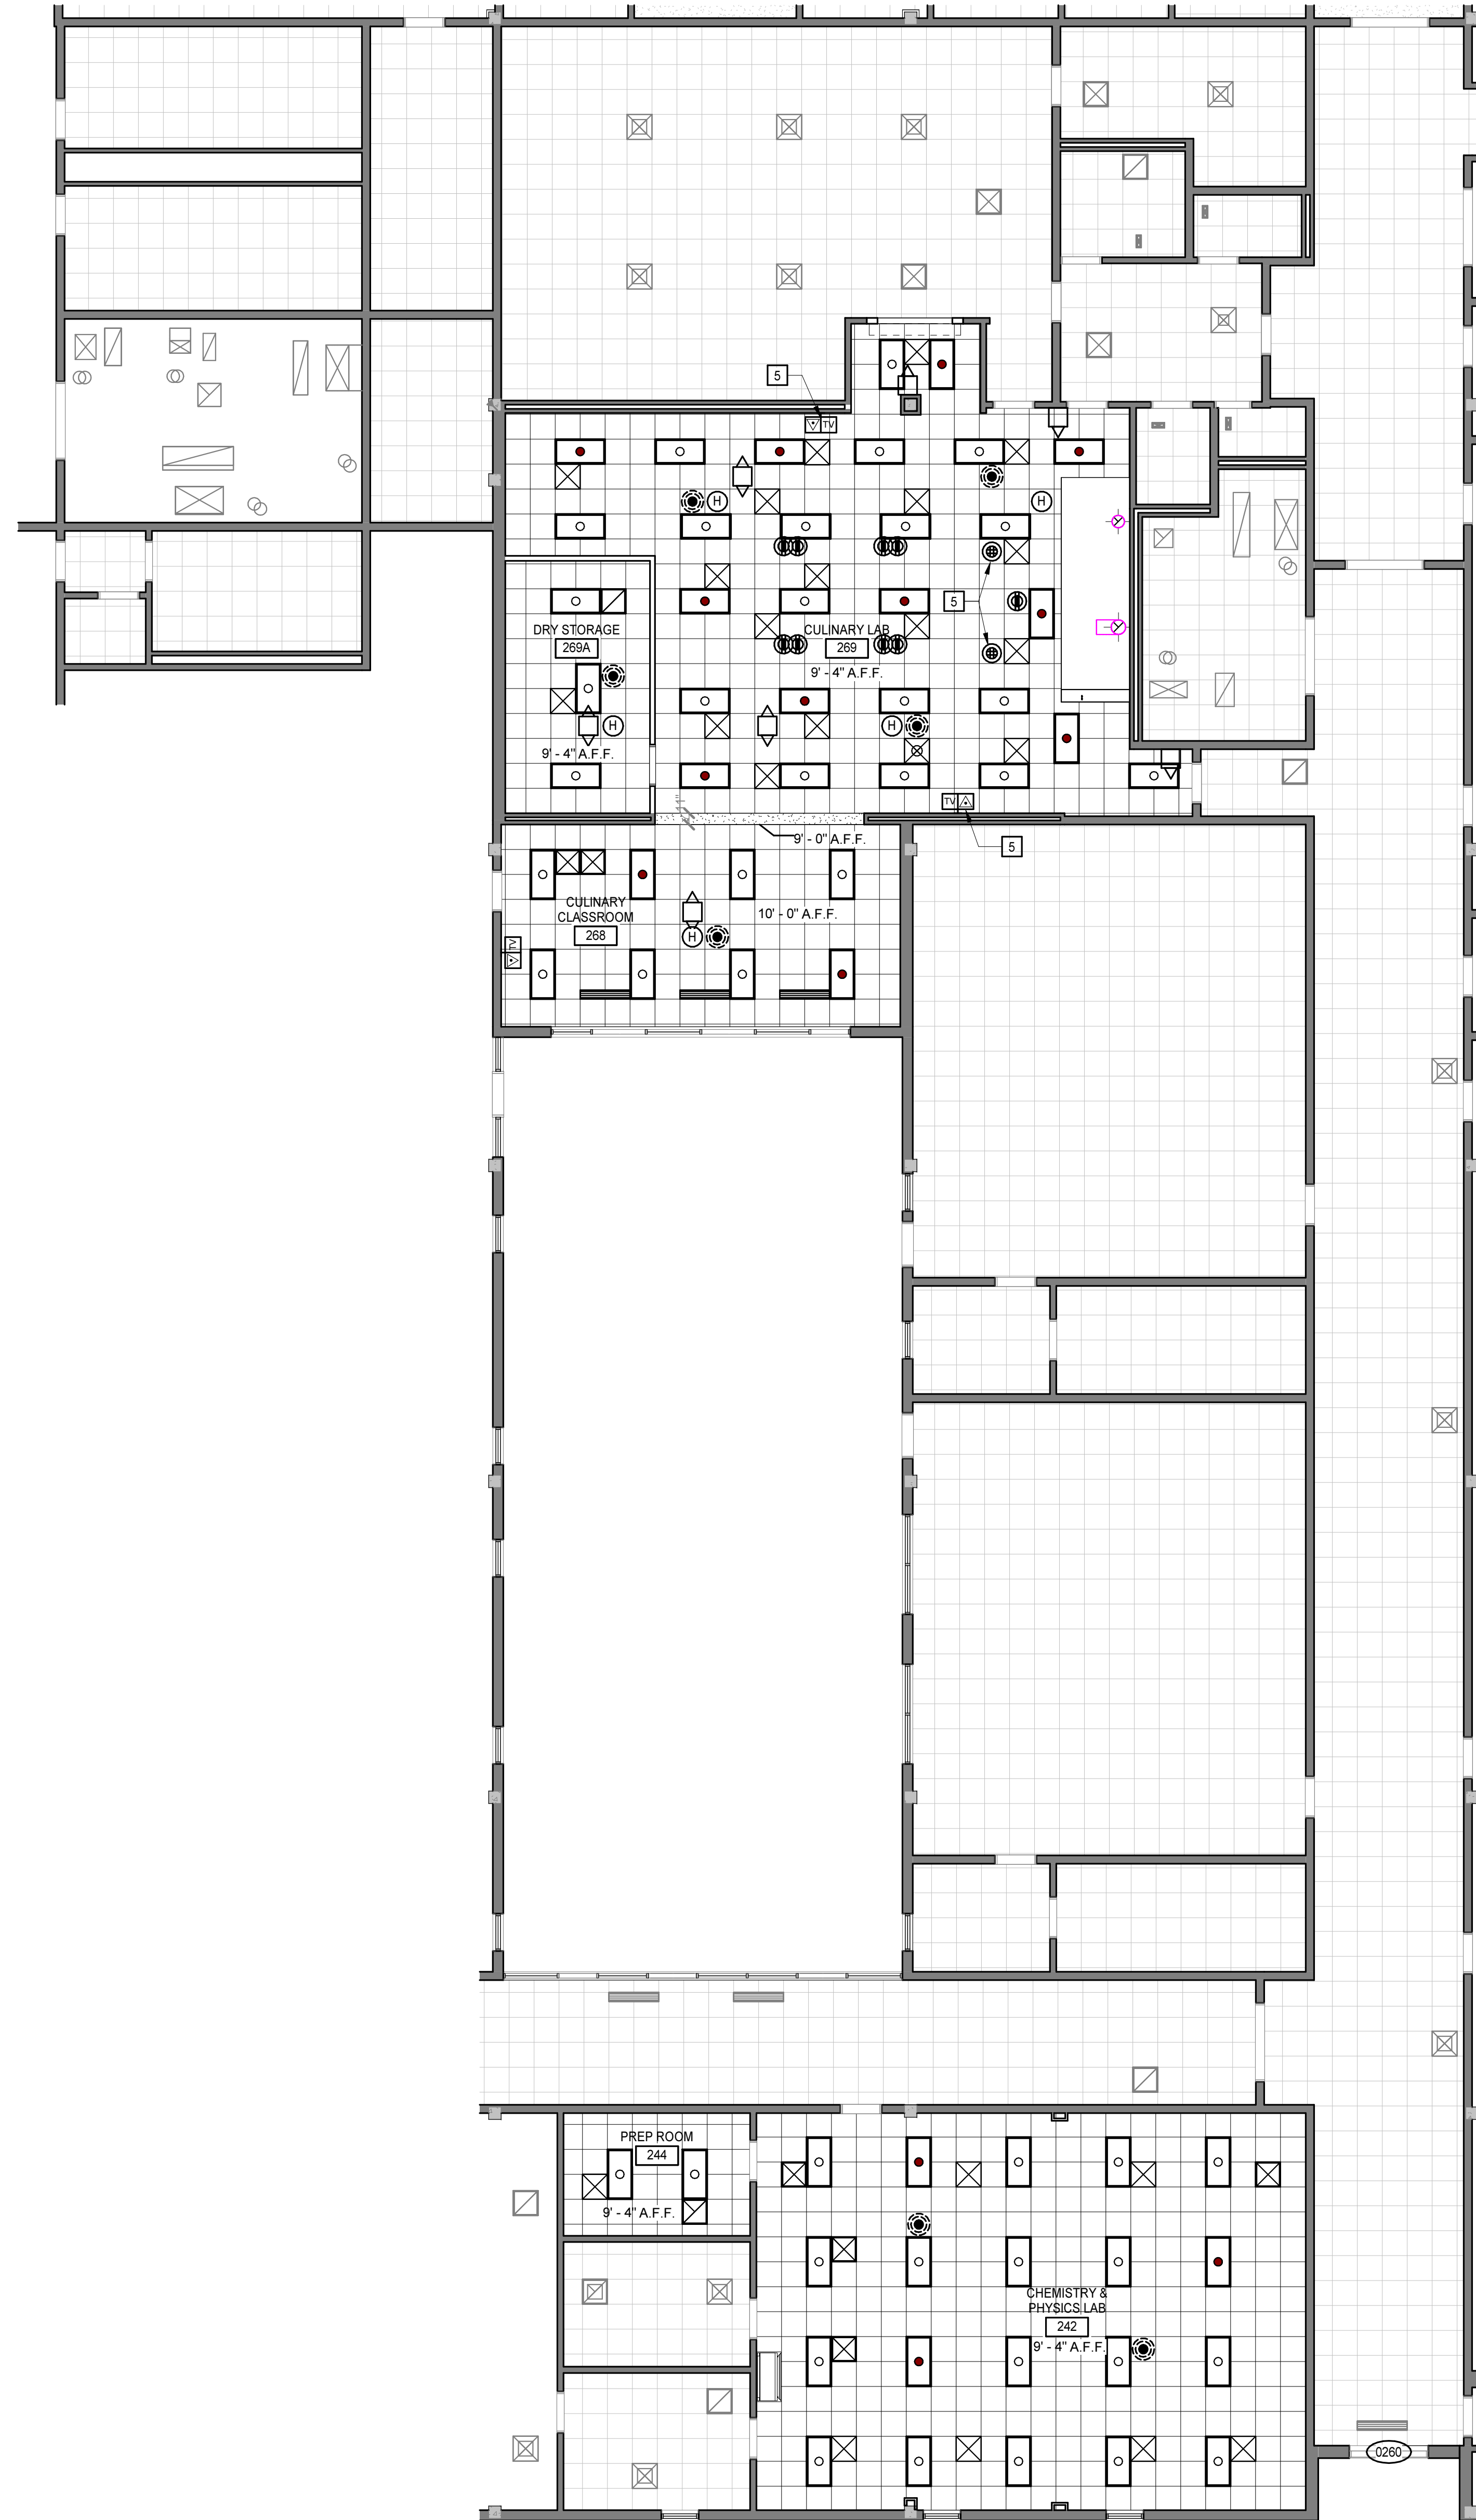 5
TV
H
H
5
DRY STORAGE
269A
CULINARY LAB
269
9' - 4" A.F.F.
H
H
9' - 4" A.F.F.
TV
5
9' - 0" A.F.F.
CULINARY
CLASSROOM
268
10' - 0" A.F.F.
H
TV
PREP ROOM
244
9' - 4" A.F.F.
CHEMISTRY &
PHYSICS LAB
242
9' - 4" A.F.F.
0260